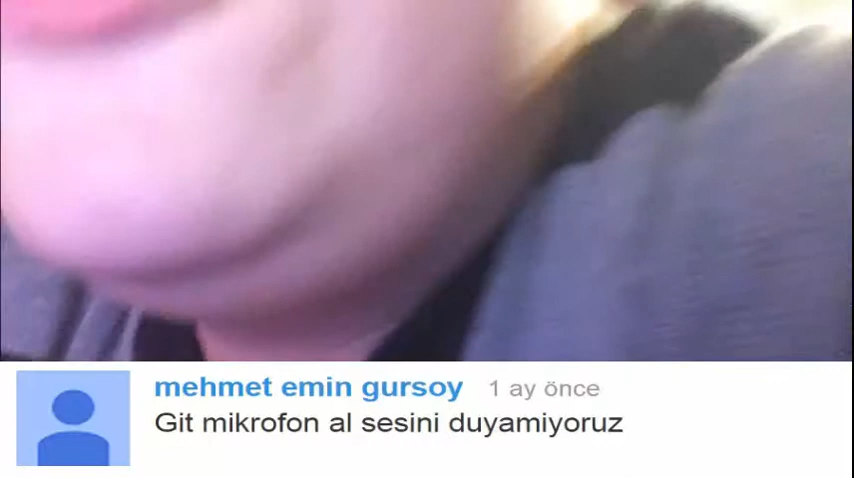 mehmet emin gursoy 1 ay önce
Git mikrofon al sesini duyamiyoruz